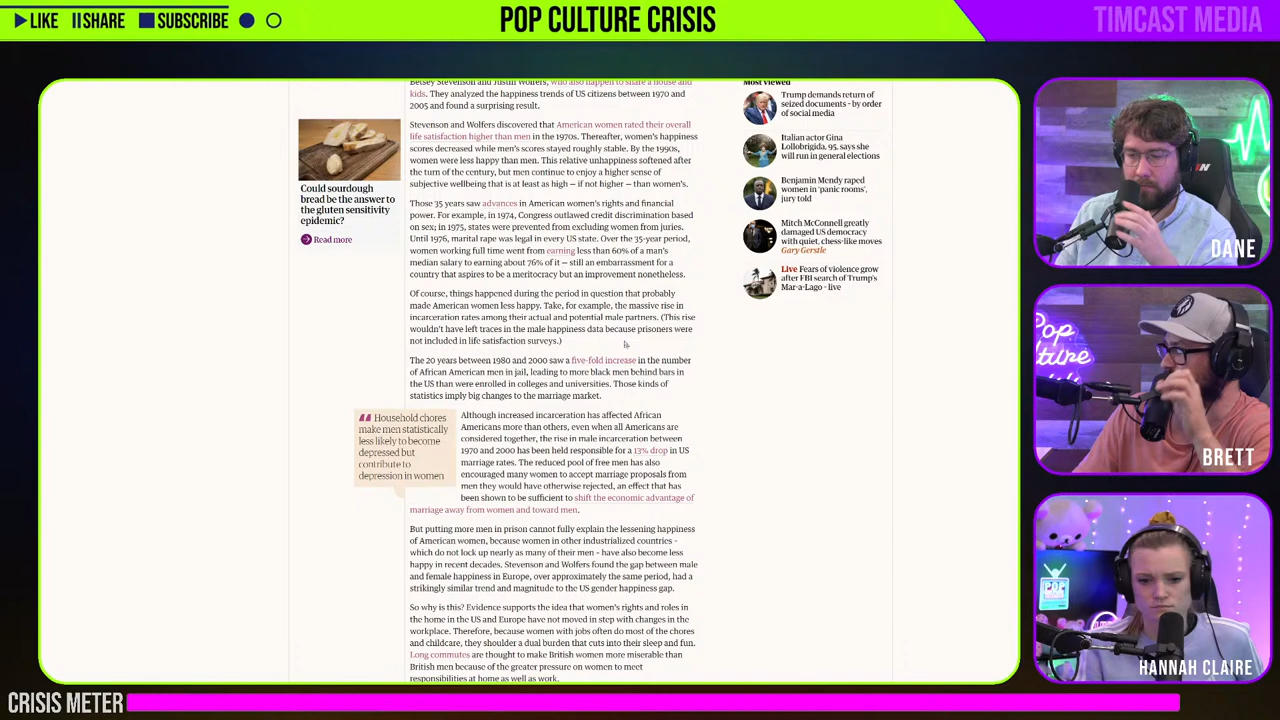 LIKE SHARE SUBSCRIBE
POP CULTURE CRISIS
TIMCAST MEDIA
Betsey Stevenson and Justin Wolfers, who also happen to share a house and
kids. They analyzed the happiness trends of US citizens between 1970 and
2005 and found a surprising result.
Stevenson and Wolfers discovered that American women rated their overall
life satisfaction higher than men in the 1970s. Thereafter, women's happiness
scores decreased while men's scores stayed roughly stable. By the 1990s,
women were less happy than men. This relative unhappiness softened after
the turn of the century, but men continue to enjoy a higher sense of
subjective wellbeing that is at least as high – if not higher – than women's.
Those 35 years saw advances in American women's rights and financial
power. For example, in 1974, Congress outlawed credit discrimination based
on sex; in 1975, states were prevented from excluding women from juries.
Until 1976, marital rape was legal in every US state. Over the 35-year period,
women working full time went from earning less than 60% of a man's
median salary to earning about 76% of it – still an embarrassment for a
country that aspires to be a meritocracy but an improvement nonetheless.
Of course, things happened during the period in question that probably
made American women less happy. Take, for example, the massive rise in
incarceration rates among their actual and potential male partners. (This rise
wouldn't have left traces in the male happiness data because prisoners were
not included in life satisfaction surveys.)
The 20 years between 1980 and 2000 saw a five-fold increase in the number
of African American men in jail, leading to more black men behind bars in
the US than were enrolled in colleges and universities. Those kinds of
statistics imply big changes to the marriage market.
Although increased incarceration has affected African
Americans more than others, even when all Americans are
considered together, the rise in male incarceration between
1970 and 2000 has been held responsible for a 13% drop in US
marriage rates. The reduced pool of free men has also
encouraged many women to accept marriage proposals from
men they would have otherwise rejected, an effect that has
been shown to be sufficient to shift the economic advantage of
marriage away from women and toward men.
But putting more men in prison cannot fully explain the lessening happiness
of American women, because women in other industrialized countries –
which do not lock up nearly as many of their men – have also become less
happy in recent decades. Stevenson and Wolfers found the gap between male
and female happiness in Europe, over approximately the same period, had a
strikingly similar trend and magnitude to the US gender happiness gap.
So why is this? Evidence supports the idea that women's rights and roles in
the home in the US and Europe have not moved in step with changes in the
workplace. Therefore, because women with jobs often do most of the chores
and childcare, they shoulder a dual burden that cuts into their sleep and fun.
Long commutes are thought to make British women more miserable than
British men because of the greater pressure on women to meet
responsibilities at home as well as work.
Could sourdough
bread be the answer to
the gluten sensitivity
epidemic?
Read more
Household chores
make men statistically
less likely to become
depressed but
contribute to
depression in women
Most viewed
Trump demands return of
seized documents – by order
of social media
Italian actor Gina
Lollobrigida, 95, says she
will run in general elections
Benjamin Mendy raped
women in 'panic rooms',
jury told
Mitch McConnell greatly
damaged US democracy
with quiet, chess-like moves
Gary Gerstle
Live Fears of violence grow
after FBI search of Trump's
Mar-a-Lago – live
DANE
Pop
Culture
BRETT
HANNAH CLAIRE
CRISIS METER